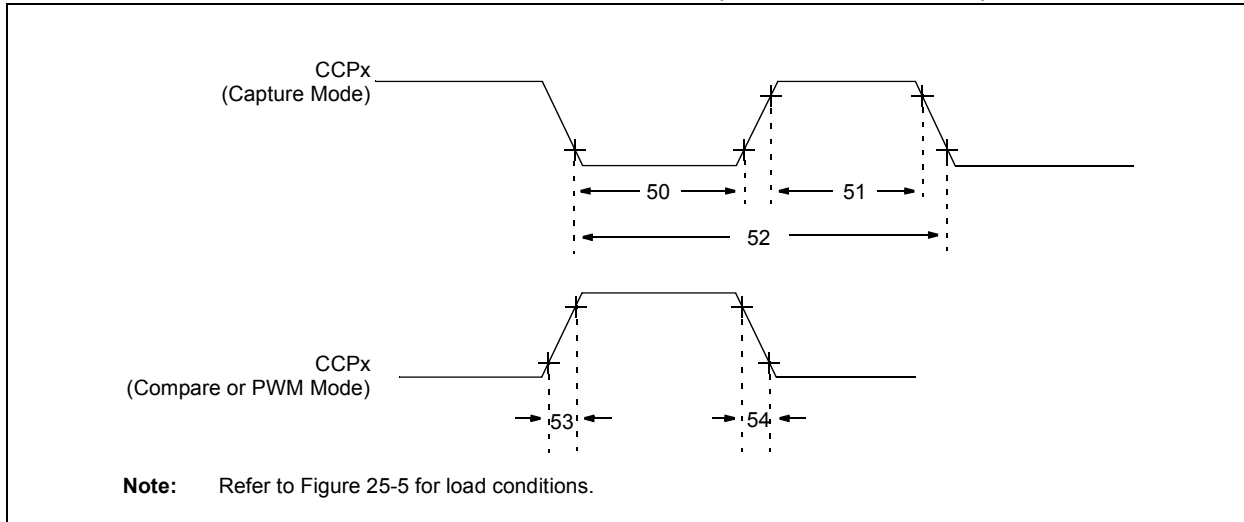 CCPx
(Capture Mode)
50
51
52
CCPx
(Compare or PWM Mode)
53
54
Note: Refer to Figure 25-5 for load conditions.